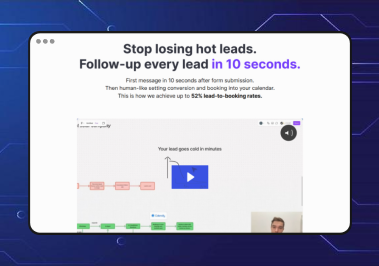 Stop losing hot leads.
Follow-up every lead in 10 seconds.
First message in 10 seconds after form submission.
Then human-like setting conversion and booking into your calendar.
This is how we achieve up to 52% lead-to-booking rates.
Your lead goes cold in minutes